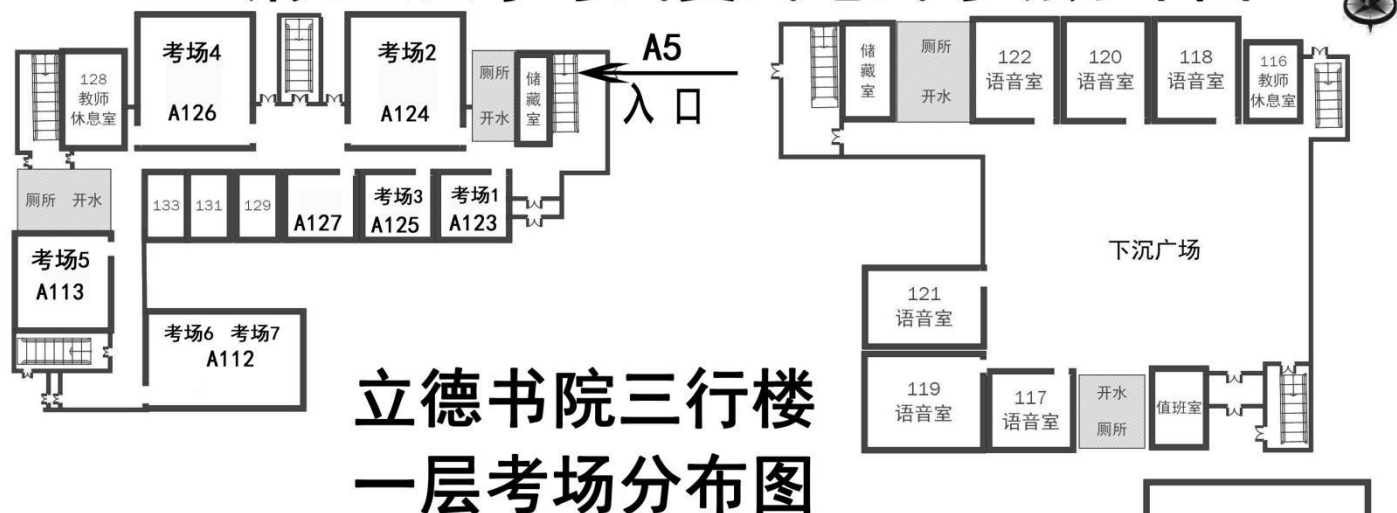 考场4
A126
考场2
A124
128
教师
休息室
厕所
开水
储藏室
A5
入口
储藏室
厕所
开水
122
语音室
120
语音室
118
语音室
116
教师
休息室
厕所 开水
133
131
129
A127
考场3
A125
考场1
A123
考场5
A113
考场6 考场7
A112
下沉广场
121
语音室
119
语音室
117
语音室
开水
厕所
值班室
立德书院三行楼
一层考场分布图